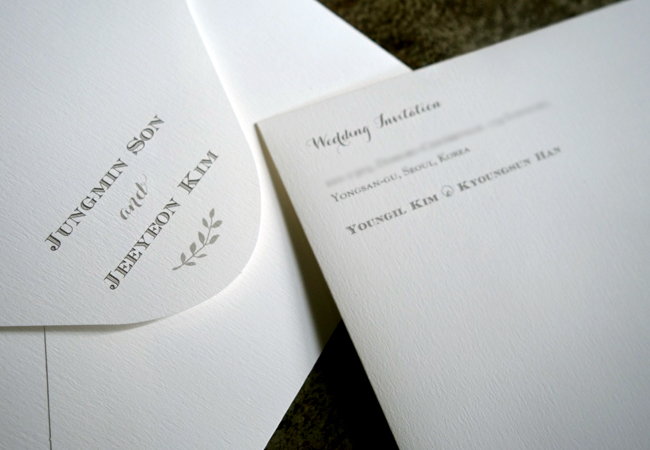 Jungmin Son
and
Jeeyeon Kim
Wedding Invitation
Yongsan-gu, Seoul, Korea
Youngil Kim & Kyoungsun Han